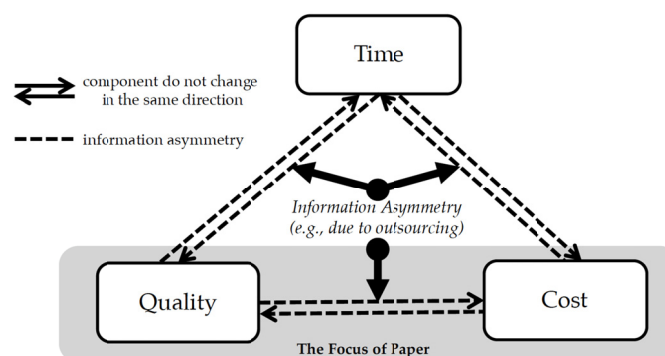 Time
component do not change
in the same direction
information asymmetry
Information Asymmetry
(e.g., due to outsourcing)
Quality
Cost
The Focus of Paper